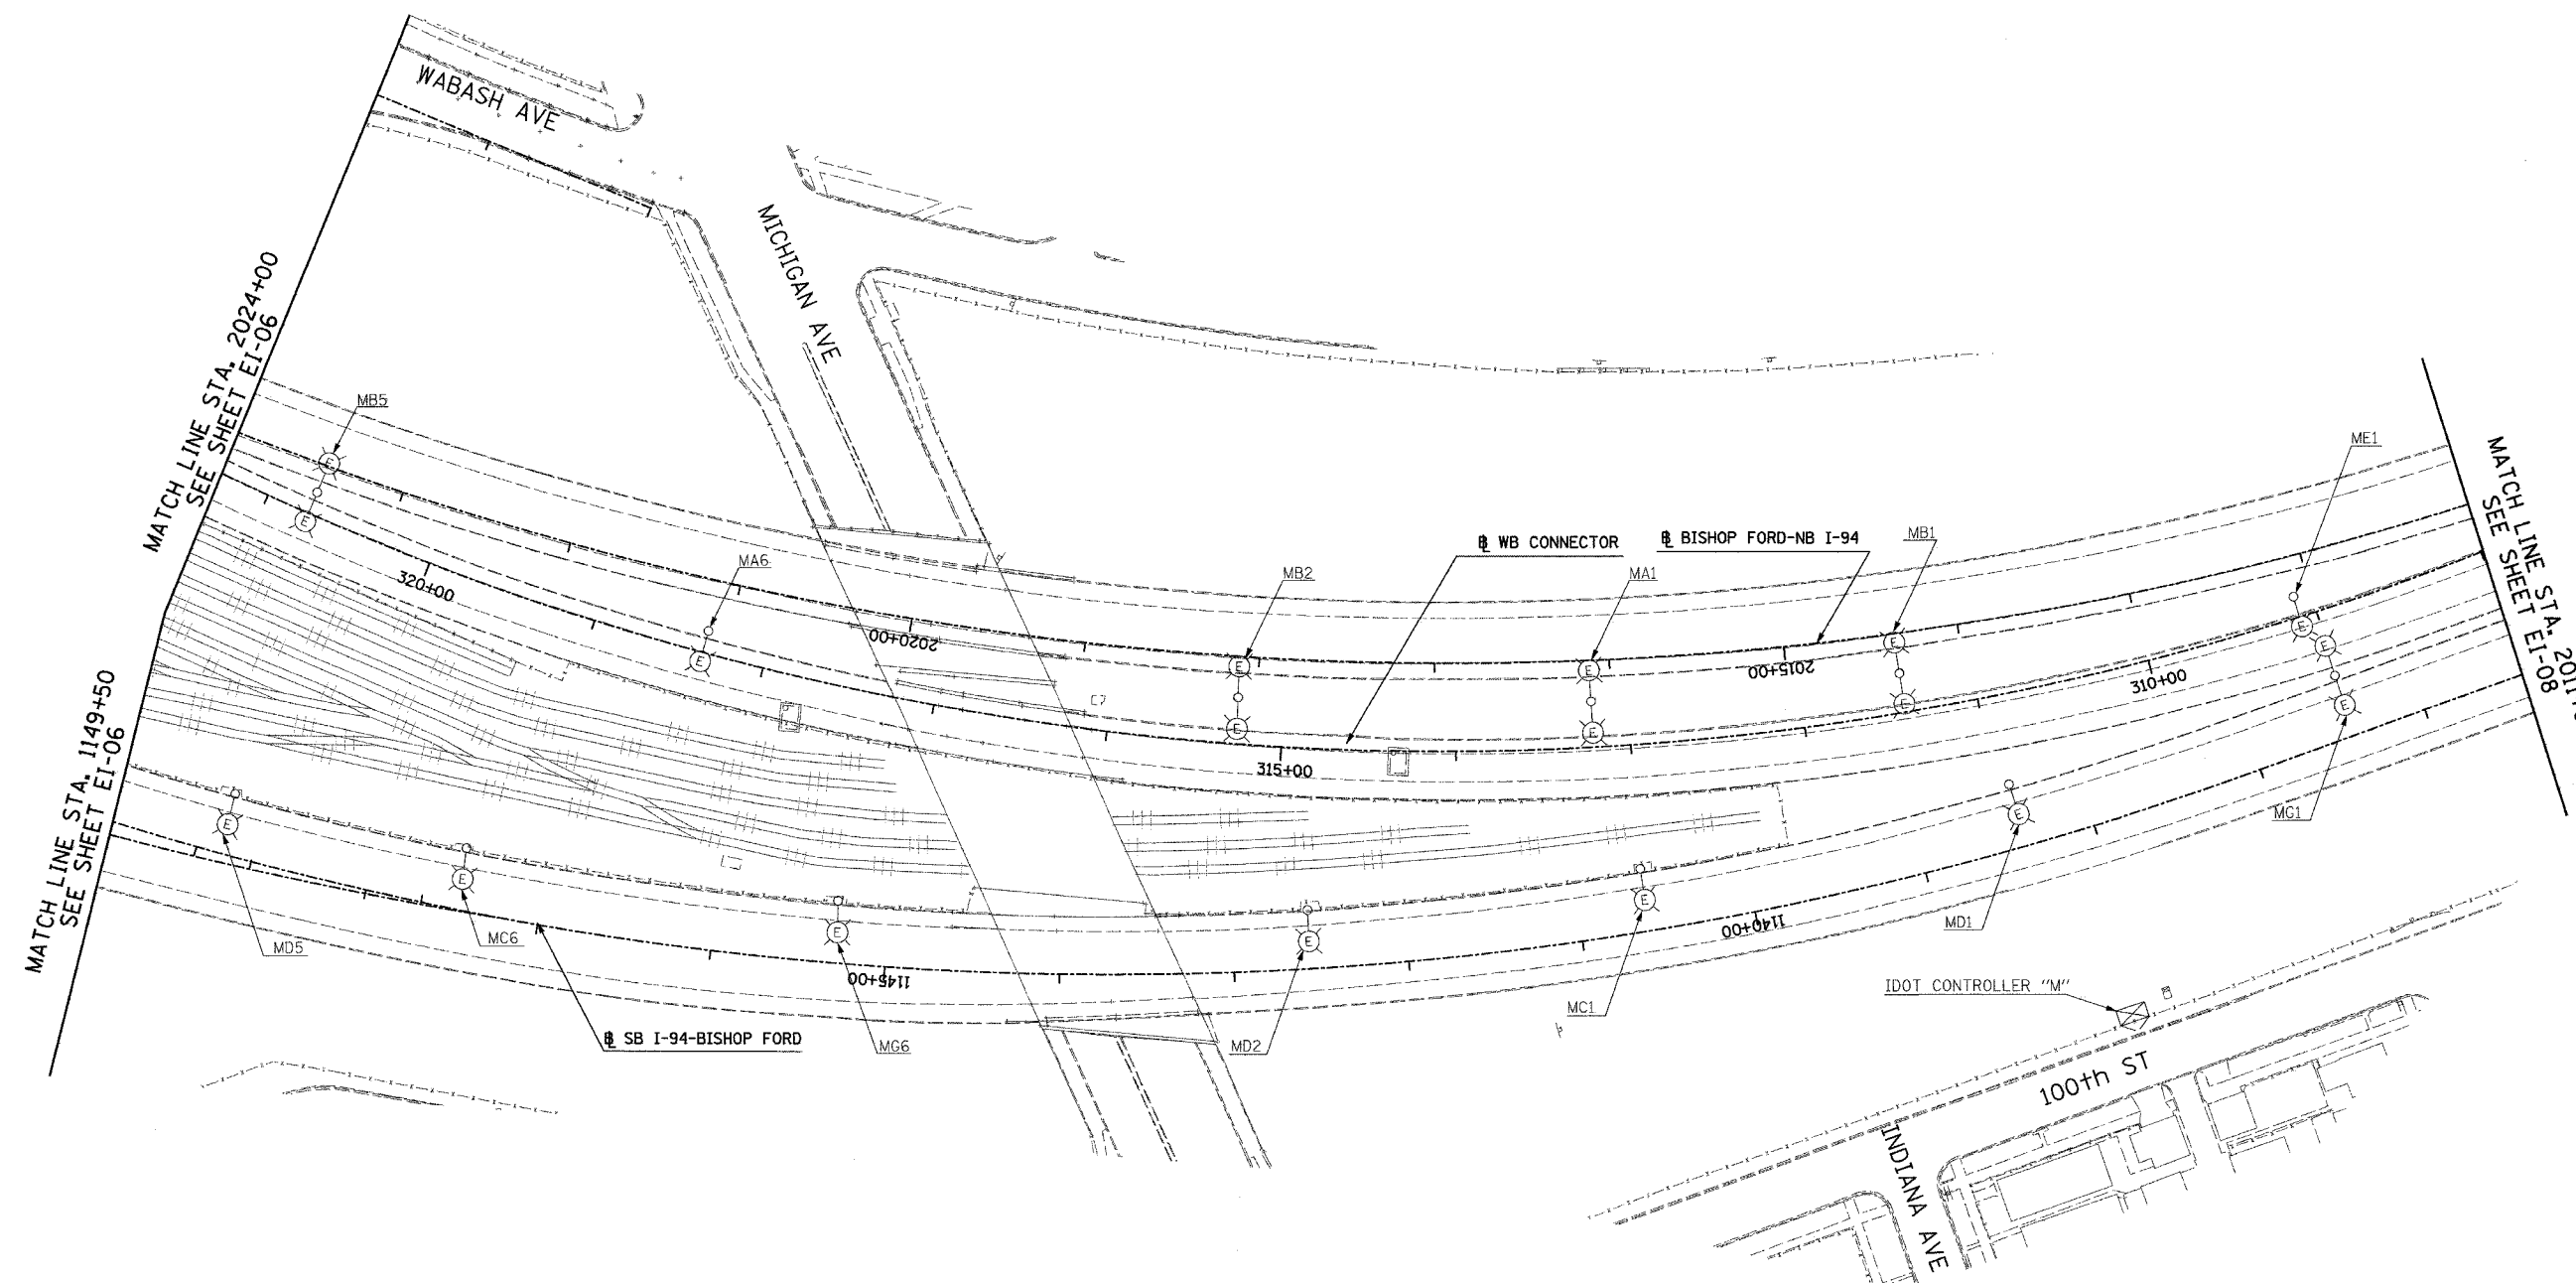 WABASH AVE
MICHIGAN AVE
MATCH LINE STA. 2024+00
SEE SHEET EI-06
MB5
E
E
320+00
MA6
E
2020+00
MB2
E
E
315+00
℄ WB CONNECTOR
℄ BISHOP FORD-NB I-94
MA1
E
E
MB1
E
E
2015+00
ME1
E
E
E
310+00
MG1
MATCH LINE STA. 2011+
SEE SHEET EI-08
MATCH LINE STA. 1149+50
SEE SHEET EI-06
E
MD5
E
MC6
E
MG6
1145+00
℄ SB I-94-BISHOP FORD
E
MD2
E
MC1
1140+00
E
MD1
IDOT CONTROLLER "M"
100th ST
INDIANA AVE